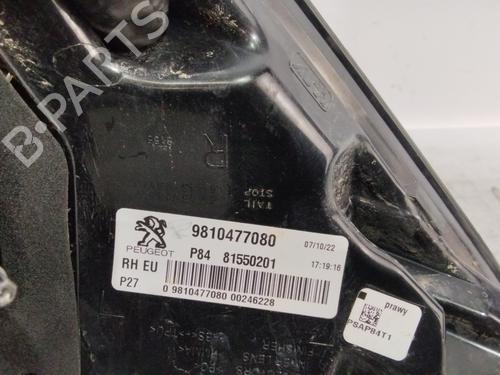 B-PARTS
R
TAIL
STOP
PEUGEOT
9810477080
07/10/22
P84 81550201
17:19:16
RH EU
P27
0 9810477080 00246228
prawy
PSAP84T1
FINISHER